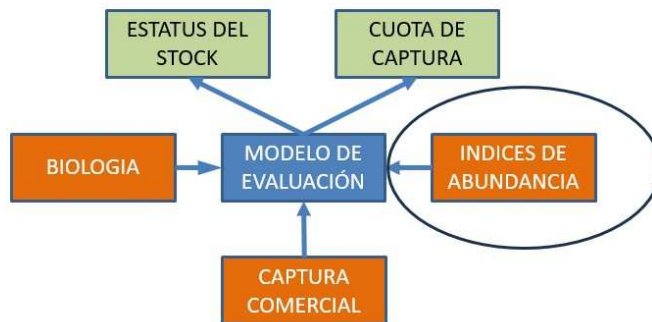 ESTATUS DEL
STOCK
CUOTA DE
CAPTURA
BIOLOGIA
MODELO DE
EVALUACIÓN
INDICES DE
ABUNDANCIA
CAPTURA
COMERCIAL